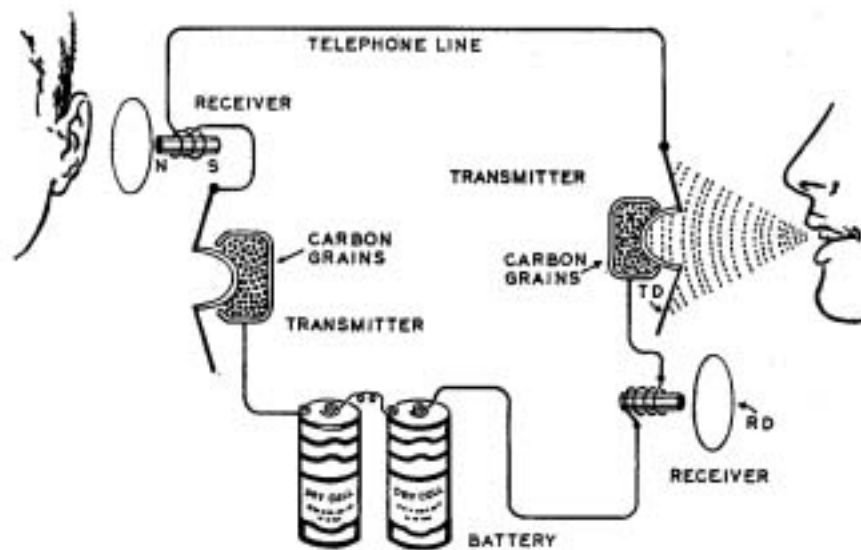 TELEPHONE LINE
RECEIVER
N S
TRANSMITTER
CARBON
GRAINS
CARBON
GRAINS
TD
TRANSMITTER
RD
RECEIVER
DRY CELL
DRY CELL
BATTERY